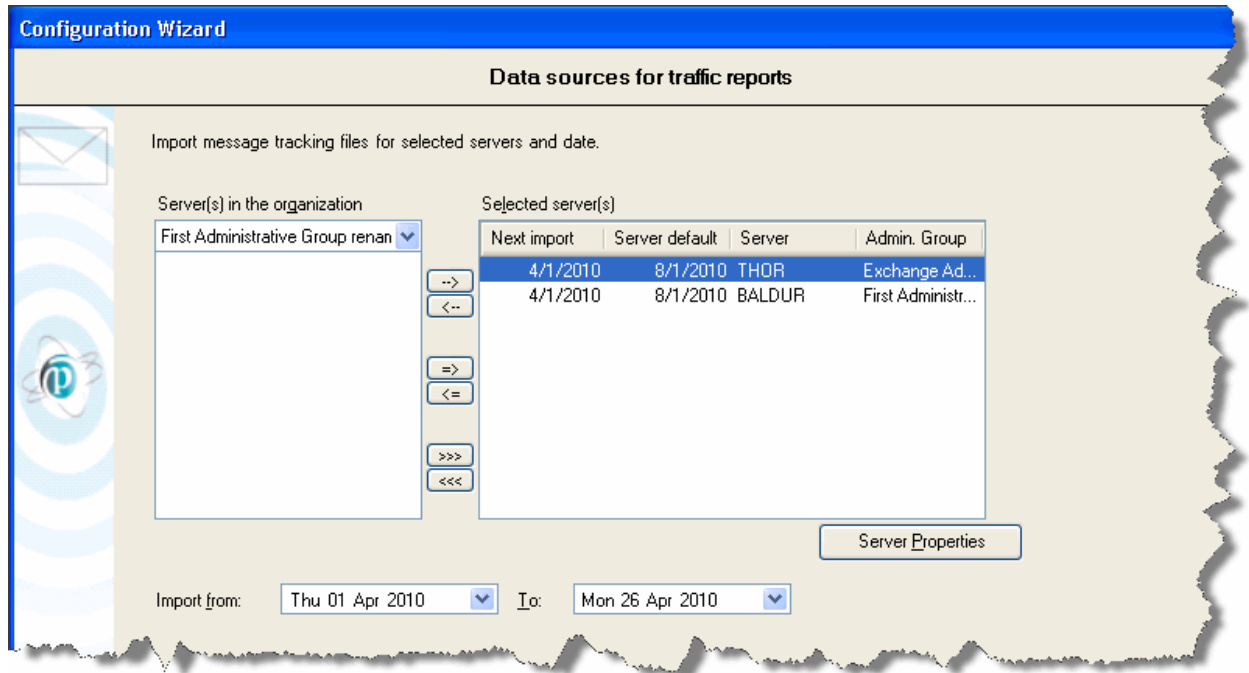 Configuration Wizard
Data sources for traffic reports
Import message tracking files for selected servers and date.
Server(s) in the organization
First Administrative Group renan
Selected server(s)
Next import Server default Server Admin. Group
4/1/2010 8/1/2010 THOR Exchange Ad...
4/1/2010 8/1/2010 BALDUR First Administr...
-->
<--
=>
<=
>>>
<<<
p
Server Properties
Import from: Thu 01 Apr 2010 To: Mon 26 Apr 2010